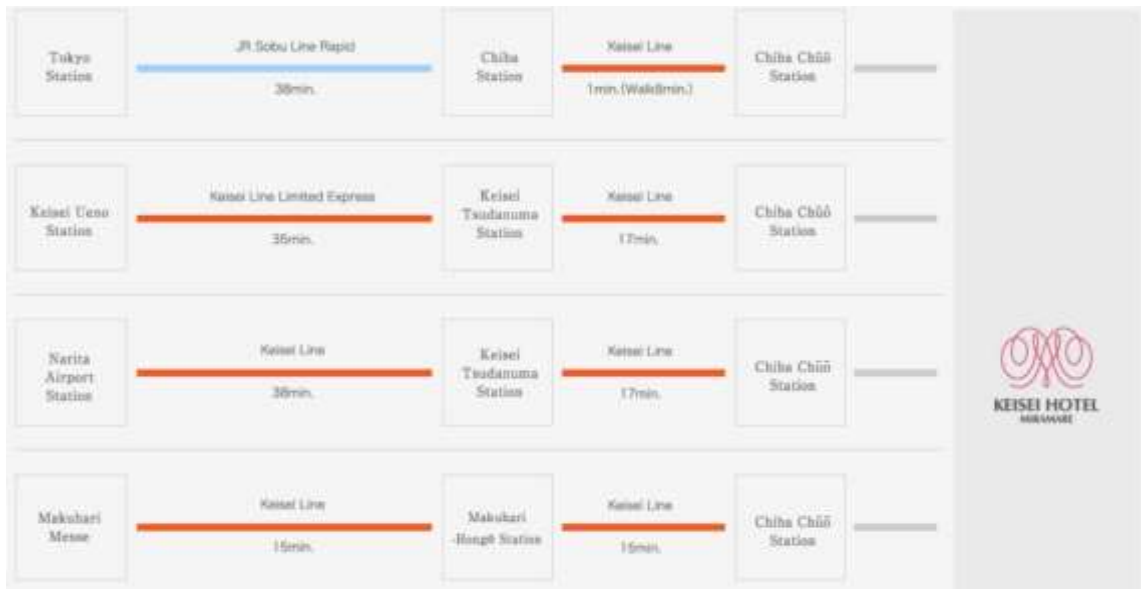 Tokyo
Station
JR Sobu Line Rapid
38min.
Chiba
Station
Keisei Line
1min.(Walk8min.)
Chiba Chūō
Station
Keisei Ueno
Station
Keisei Line Limited Express
35min.
Keisei
Tsudanuma
Station
Keisei Line
17min.
Chiba Chūō
Station
Narita
Airport
Station
Keisei Line
38min.
Keisei
Tsudanuma
Station
Keisei Line
17min.
Chiba Chūō
Station
KEISEI HOTEL
MIRAMARE
Makuhari
Messe
Keisei Line
15min.
Makuhari
-Hongō Station
Keisei Line
15min.
Chiba Chūō
Station